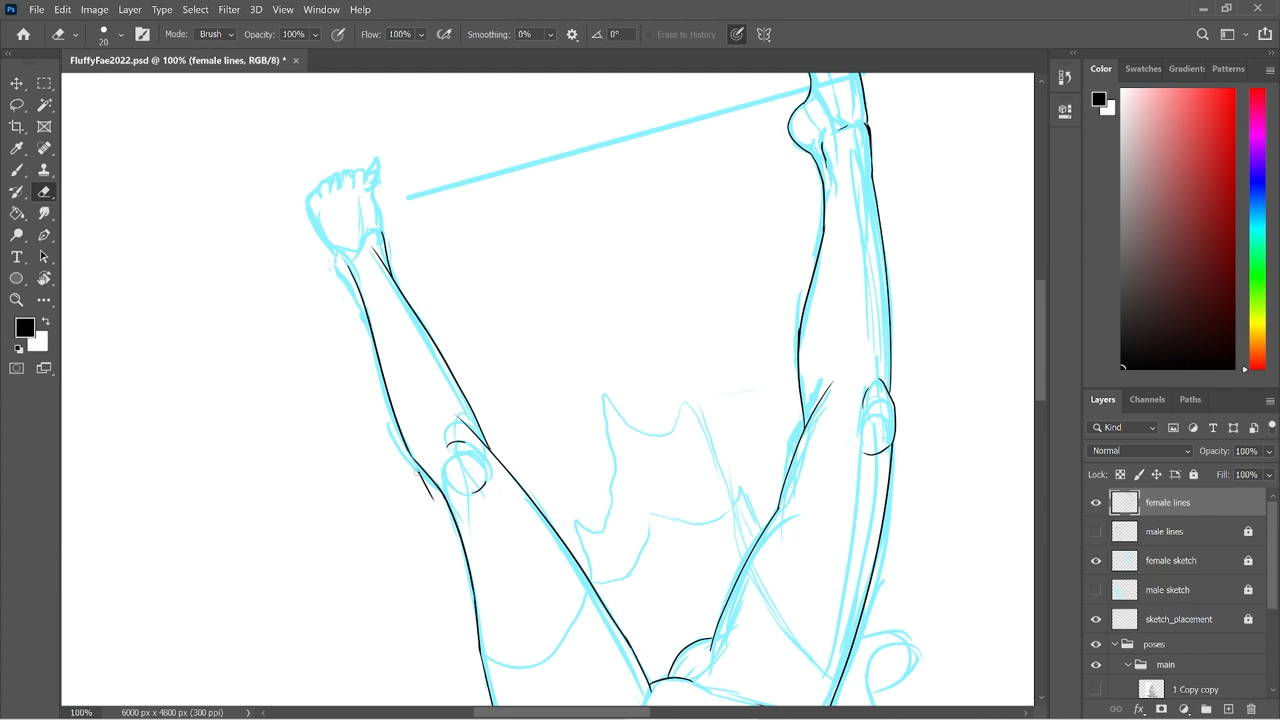 Ps File Edit Image Layer Type Select Filter 3D View Window Help
20 Mode: Brush Opacity: 100% Flow: 100% Smoothing: 0% 0° Erase to History
FluffyFae2022.psd @ 100% (female lines, RGB/8) * ×
Color Swatches Gradient: Patterns
Layers Channels Paths
Kind
Normal Opacity: 100%
Lock: Fill: 100%
female lines
male lines
female sketch
male sketch
sketch_placement
poses
main
1 Copy copy
100% 6000 px x 4800 px (300 ppi)